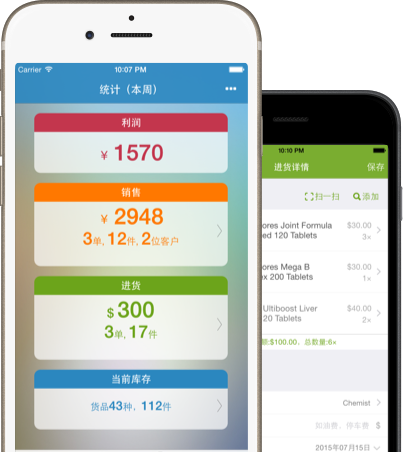 Carrier 10:07 PM
统计（本周） •••
利润
¥ 1570
销售
¥ 2948
3单, 12件, 2位客户
进货
$ 300
3单, 17件
当前库存
货品43种，112件
10:10 PM
进货详情 保存
扫一扫 添加
ores Joint Formula $30.00
ed 120 Tablets 3×
ores Mega B $30.00
x 200 Tablets 1×
Ultiboost Liver $40.00
20 Tablets 2×
额:$100.00，总数量:6×
Chemist
加油费，停车费 $
2015年07月15日